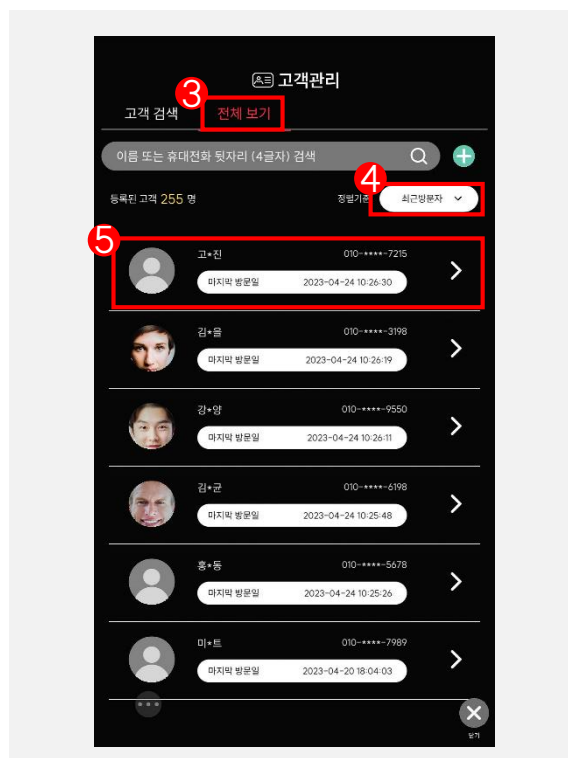 고객관리
3
고객 검색 전체 보기
이름 또는 휴대전화 뒷자리 (4글자) 검색
4
등록된 고객 255 명 정렬기준 최근방문자
5
고*진 010-****-7215
마지막 방문일 2023-04-24 10:26:30
김*을 010-****-3198
마지막 방문일 2023-04-24 10:26:19
강*양 010-****-9550
마지막 방문일 2023-04-24 10:26:11
김*균 010-****-6198
마지막 방문일 2023-04-24 10:25:48
홍*동 010-****-5678
마지막 방문일 2023-04-24 10:25:26
미*트 010-****-7989
마지막 방문일 2023-04-20 18:04:03
닫기